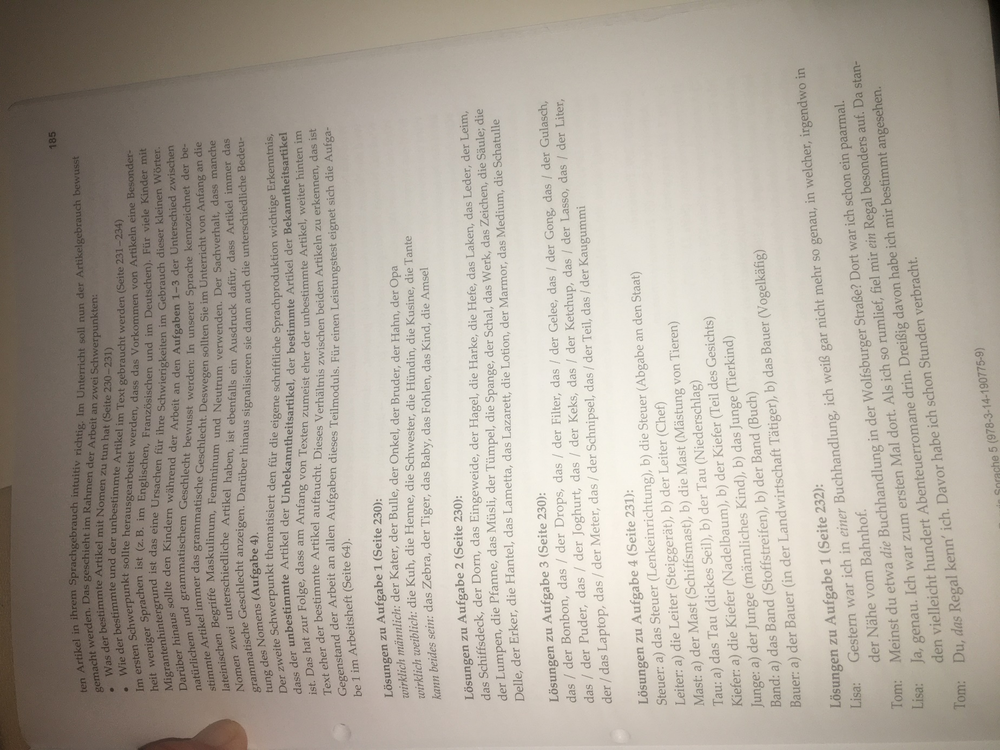 185
ten Artikel in ihrem Sprachgebrauch intuitiv richtig. Im Unterricht soll nun der Artikelgebrauch bewusst
gemacht werden. Das geschieht im Rahmen der Arbeit an zwei Schwerpunkten:
• Was der bestimmte Artikel mit Nomen zu tun hat (Seite 230–231)
• Wie der bestimmte und der unbestimmte Artikel im Text gebraucht werden (Seite 231–234)
Im ersten Schwerpunkt sollte herausgearbeitet werden, dass das Vorkommen von Artikeln eine Besonder-
heit weniger Sprachen ist (z. B. im Englischen, Französischen und im Deutschen). Für viele Kinder mit
Migrantenhintergrund ist das eine Ursachen für ihre Schwierigkeiten im Gebrauch dieser kleinen Wörter.
Darüber hinaus sollte den Kindern während der Arbeit an den Aufgaben 1–3 der Unterschied zwischen
natürlichem und grammatischem Geschlecht bewusst werden: In unserer Sprache kennzeichnet der be-
stimmte Artikel immer das grammatische Geschlecht. Deswegen sollten Sie im Unterricht von Anfang an die
lateinischen Begriffe Maskulinum, Femininum und Neutrum verwenden. Der Sachverhalt, dass manche
Nomen zwei unterschiedliche Artikel haben, ist ebenfalls ein Ausdruck dafür, dass Artikel immer das
grammatische Geschlecht anzeigen. Darüber hinaus signalisieren sie dann auch die unterschiedliche Bedeu-
tung des Nomens (Aufgabe 4).
Der zweite Schwerpunkt thematisiert den für die eigene schriftliche Sprachproduktion wichtige Erkenntnis,
dass der unbestimmte Artikel der Unbekanntheitsartikel, der bestimmte Artikel der Bekanntheitsartikel
ist. Das hat zur Folge, dass am Anfang von Texten zumeist eher der unbestimmte Artikel, weiter hinten im
Text eher der bestimmte Artikel auftaucht. Dieses Verhältnis zwischen beiden Artikeln zu erkennen, das ist
Gegenstand der Arbeit an allen Aufgaben dieses Teilmoduls. Für einen Leistungstest eignet sich die Aufga-
be 1 im Arbeitsheft (Seite 64).
Lösungen zu Aufgabe 1 (Seite 230):
wirklich männlich: der Kater, der Bulle, der Onkel, der Bruder, der Hahn, der Opa
wirklich weiblich: die Kuh, die Henne, die Schwester, die Hündin, die Kusine, die Tante
kann beides sein: das Zebra, der Tiger, das Baby, das Fohlen, das Kind, die Amsel
Lösungen zu Aufgabe 2 (Seite 230):
das Schiffsdeck, der Dorn, das Eingeweide, der Hagel, die Harke, die Hefe, das Laken, das Leder, der Leim,
der Lumpen, die Pfanne, das Müsli, der Tümpel, die Spange, der Schal, das Werk, das Zeichen, die Säule; die
Delle, der Erker, die Hantel, das Lametta, das Lazarett, die Lotion, der Marmor, das Medium, die Schatulle
Lösungen zu Aufgabe 3 (Seite 230):
das / der Bonbon, das / der Drops, das / der Filter, das / der Gelee, das / der Gong, das / der Gulasch,
das / der Puder, das / der Joghurt, das / der Keks, das / der Ketchup, das / der Lasso, das / der Liter,
der / das Laptop, das / der Meter, das / der Schnipsel, das / der Teil, das / der Kaugummi
Lösungen zu Aufgabe 4 (Seite 231):
Steuer: a) das Steuer (Lenkeinrichtung), b) die Steuer (Abgabe an den Staat)
Leiter: a) die Leiter (Steiggerät), b) der Leiter (Chef)
Mast: a) der Mast (Schiffsmast), b) die Mast (Mästung von Tieren)
Tau: a) das Tau (dickes Seil), b) der Tau (Niederschlag)
Kiefer: a) die Kiefer (Nadelbaum), b) der Kiefer (Teil des Gesichts)
Junge: a) der Junge (männliches Kind), b) das Junge (Tierkind)
Band: a) das Band (Stoffstreifen), b) der Band (Buch)
Bauer: a) der Bauer (in der Landwirtschaft Tätiger), b) das Bauer (Vogelkäfig)
Lösungen zu Aufgabe 1 (Seite 232):
Lisa: Gestern war ich in einer Buchhandlung, ich weiß gar nicht mehr so genau, in welcher, irgendwo in
der Nähe vom Bahnhof.
Tom: Meinst du etwa die Buchhandlung in der Wolfsburger Straße? Dort war ich schon ein paarmal.
Lisa: Ja, genau. Ich war zum ersten Mal dort. Als ich so rumlief, fiel mir ein Regal besonders auf. Da stan-
den vielleicht hundert Abenteuerromane drin. Dreißig davon habe ich mir bestimmt angesehen.
Tom: Du, das Regal kenn' ich. Davor habe ich schon Stunden verbracht.
Sprache 5 (978-3-14-190775-9)